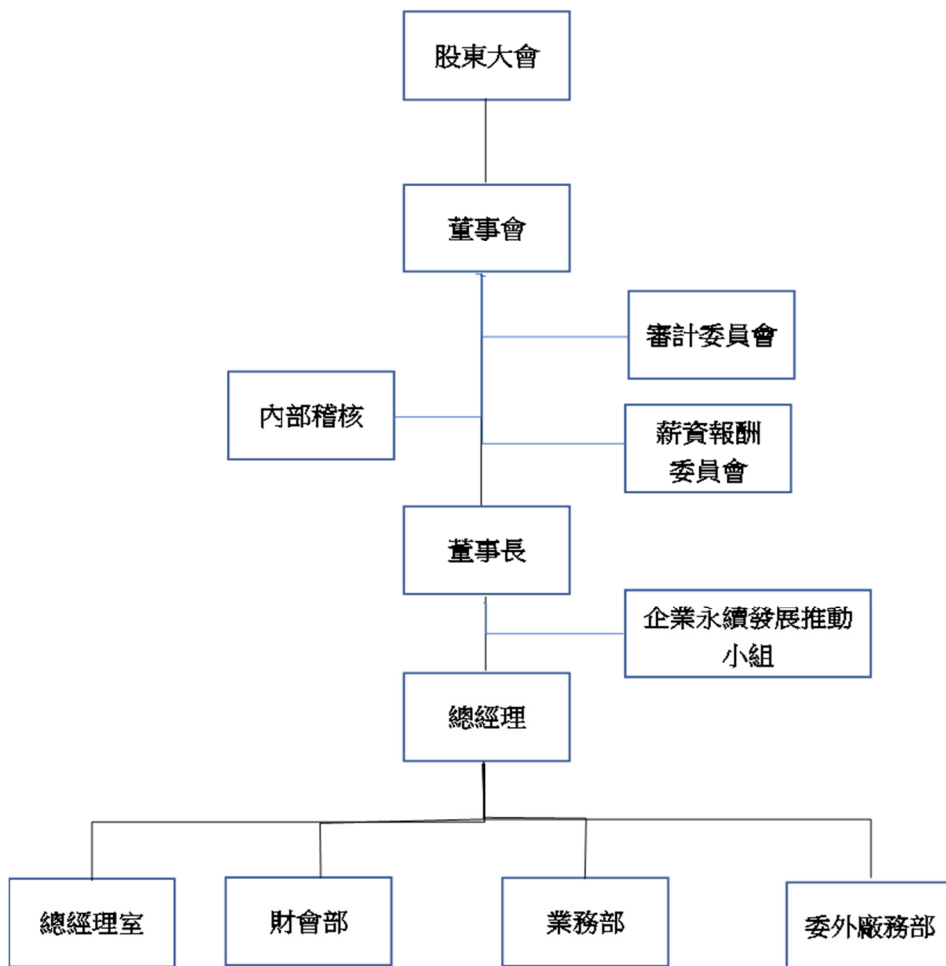 股東大會
董事會
審計委員會
內部稽核
薪資報酬
委員會
董事長
企業永續發展推動
小組
總經理
總經理室
財會部
業務部
委外廠務部